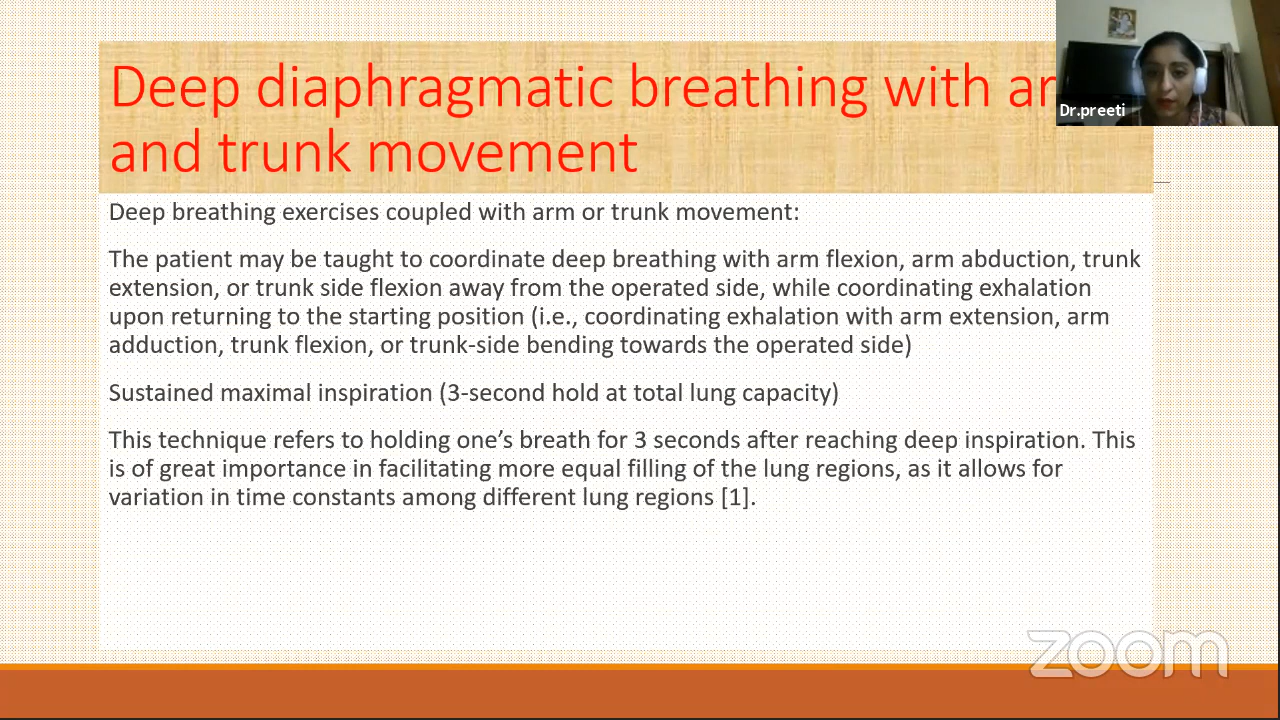 Deep diaphragmatic breathing with
and trunk movement
Dr.preeti
Deep breathing exercises coupled with arm or trunk movement:
The patient may be taught to coordinate deep breathing with arm flexion, arm abduction, trunk
extension, or trunk side flexion away from the operated side, while coordinating exhalation
upon returning to the starting position (i.e., coordinating exhalation with arm extension, arm
adduction, trunk flexion, or trunk-side bending towards the operated side)
Sustained maximal inspiration (3-second hold at total lung capacity)
This technique refers to holding one’s breath for 3 seconds after reaching deep inspiration. This
is of great importance in facilitating more equal filling of the lung regions, as it allows for
variation in time constants among different lung regions [1].
zoom